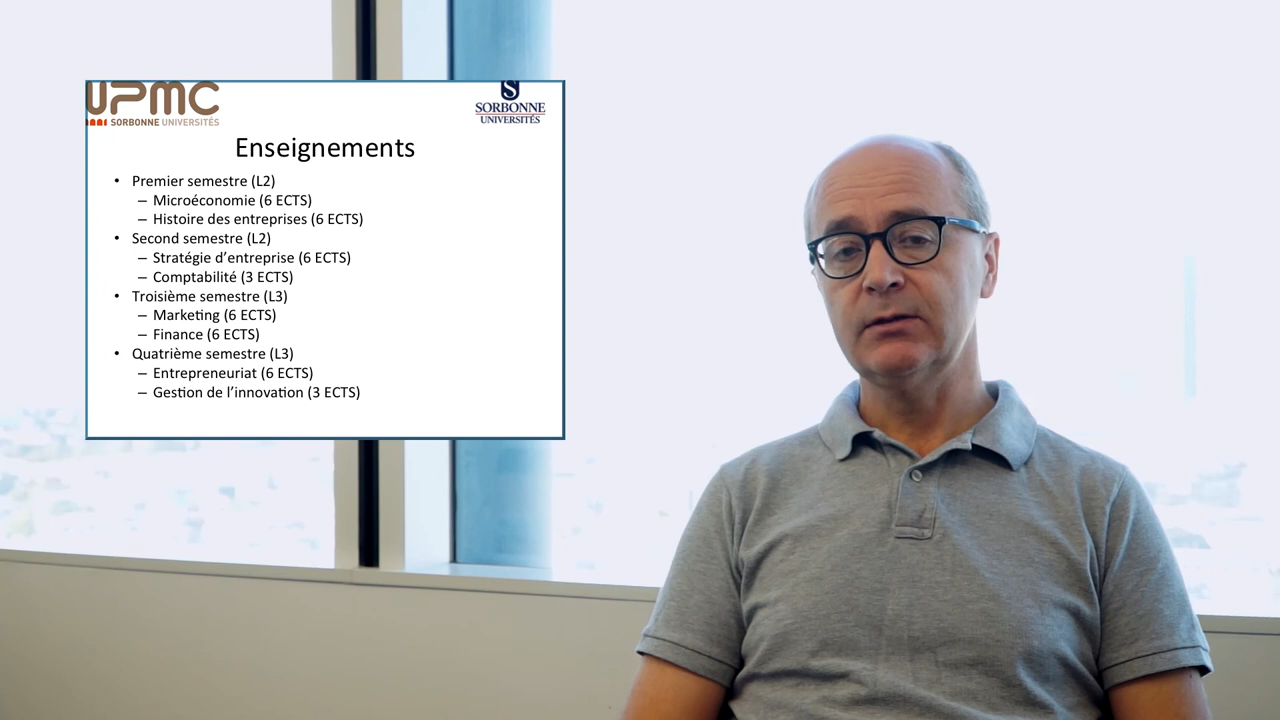 UPMC
SORBONNE UNIVERSITÉS
S
SORBONNE
UNIVERSITÉS
Enseignements
• Premier semestre (L2)
– Microéconomie (6 ECTS)
– Histoire des entreprises (6 ECTS)
• Second semestre (L2)
– Stratégie d’entreprise (6 ECTS)
– Comptabilité (3 ECTS)
• Troisième semestre (L3)
– Marketing (6 ECTS)
– Finance (6 ECTS)
• Quatrième semestre (L3)
– Entrepreneuriat (6 ECTS)
– Gestion de l’innovation (3 ECTS)